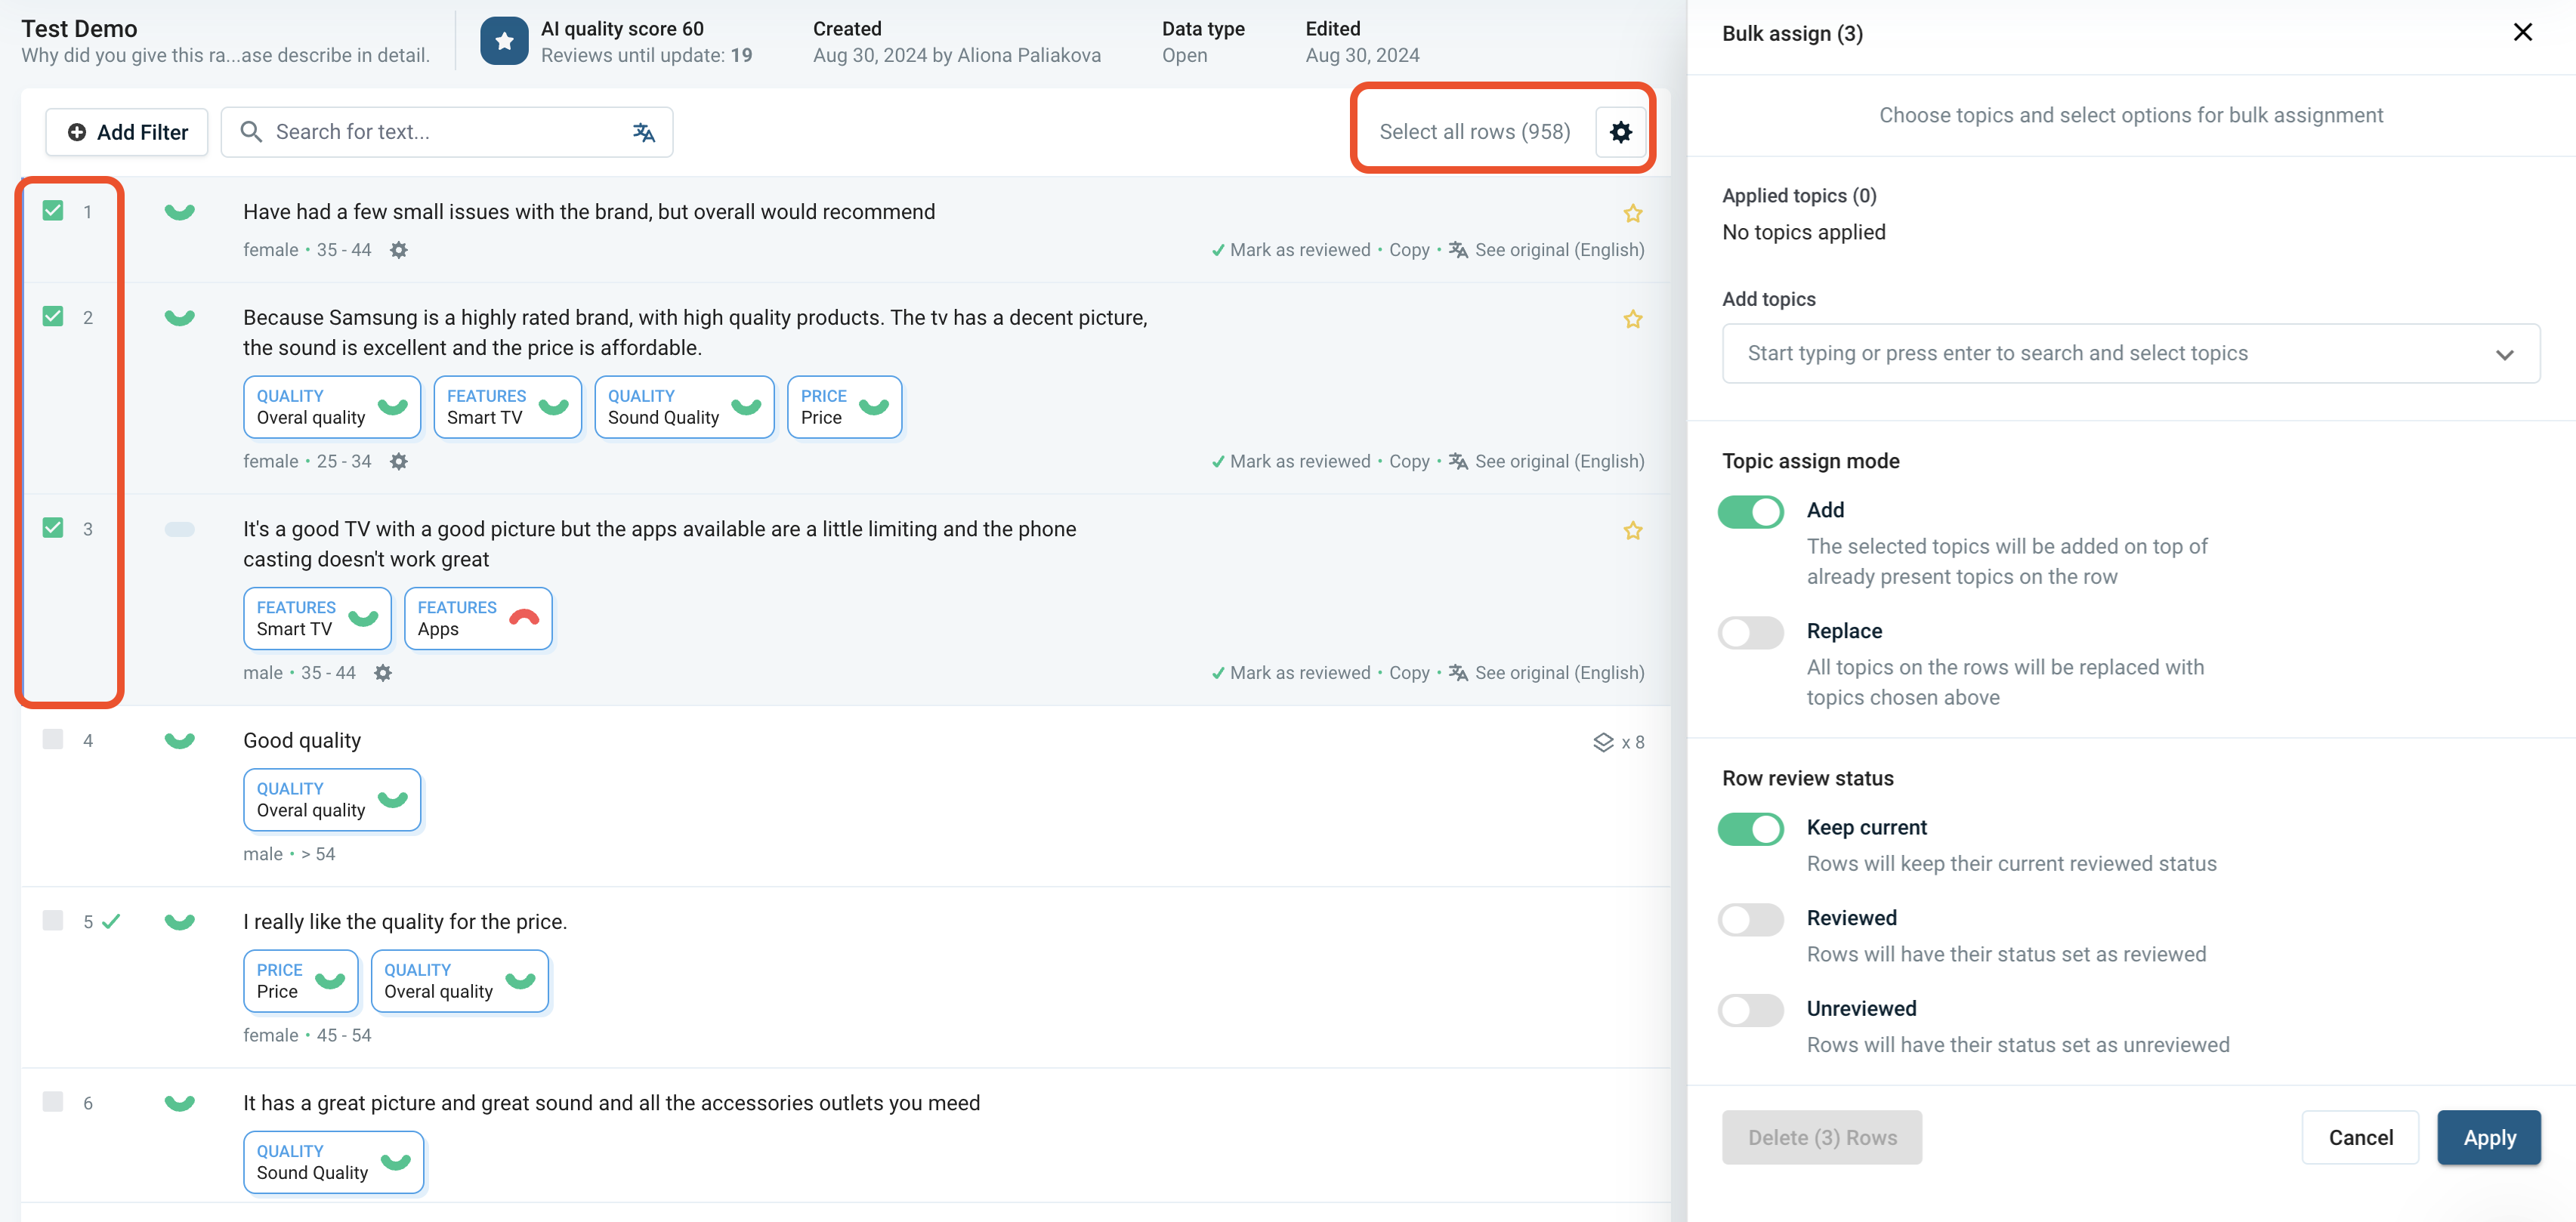 Test Demo
Why did you give this ra...ase describe in detail.
AI quality score 60
Reviews until update: 19
Created
Aug 30, 2024 by Aliona Paliakova
Data type
Open
Edited
Aug 30, 2024
Add Filter
Search for text...
Select all rows (958)
1
Have had a few small issues with the brand, but overall would recommend
female • 35 - 44
Mark as reviewed • Copy • See original (English)
2
Because Samsung is a highly rated brand, with high quality products. The tv has a decent picture,
the sound is excellent and the price is affordable.
QUALITY
Overal quality
FEATURES
Smart TV
QUALITY
Sound Quality
PRICE
Price
female • 25 - 34
Mark as reviewed • Copy • See original (English)
3
It's a good TV with a good picture but the apps available are a little limiting and the phone
casting doesn't work great
FEATURES
Smart TV
FEATURES
Apps
male • 35 - 44
Mark as reviewed • Copy • See original (English)
4
Good quality
x 8
QUALITY
Overal quality
male • > 54
5
I really like the quality for the price.
PRICE
Price
QUALITY
Overal quality
female • 45 - 54
6
It has a great picture and great sound and all the accessories outlets you meed
QUALITY
Sound Quality
Bulk assign (3)
Choose topics and select options for bulk assignment
Applied topics (0)
No topics applied
Add topics
Start typing or press enter to search and select topics
Topic assign mode
Add
The selected topics will be added on top of
already present topics on the row
Replace
All topics on the rows will be replaced with
topics chosen above
Row review status
Keep current
Rows will keep their current reviewed status
Reviewed
Rows will have their status set as reviewed
Unreviewed
Rows will have their status set as unreviewed
Delete (3) Rows
Cancel
Apply